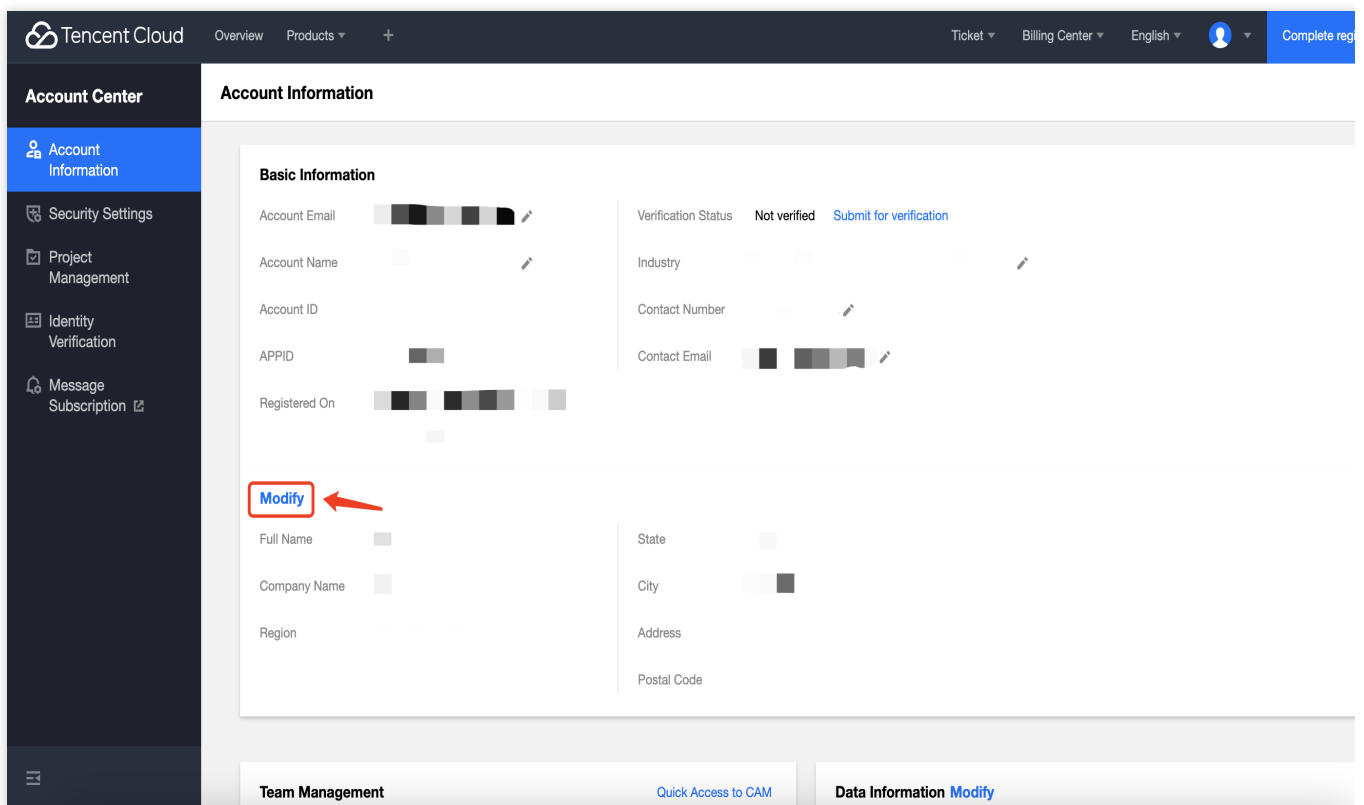 Tencent Cloud Overview Products + Ticket Billing Center English Complete regi
Account Center
Account Information
Account
Information
Security Settings
Project
Management
Identity
Verification
Message
Subscription
Basic Information
Account Email
Verification Status Not verified Submit for verification
Account Name
Industry
Account ID
Contact Number
APPID
Contact Email
Registered On
Modify
Full Name
State
Company Name
City
Region
Address
Postal Code
Team Management Quick Access to CAM
Data Information Modify